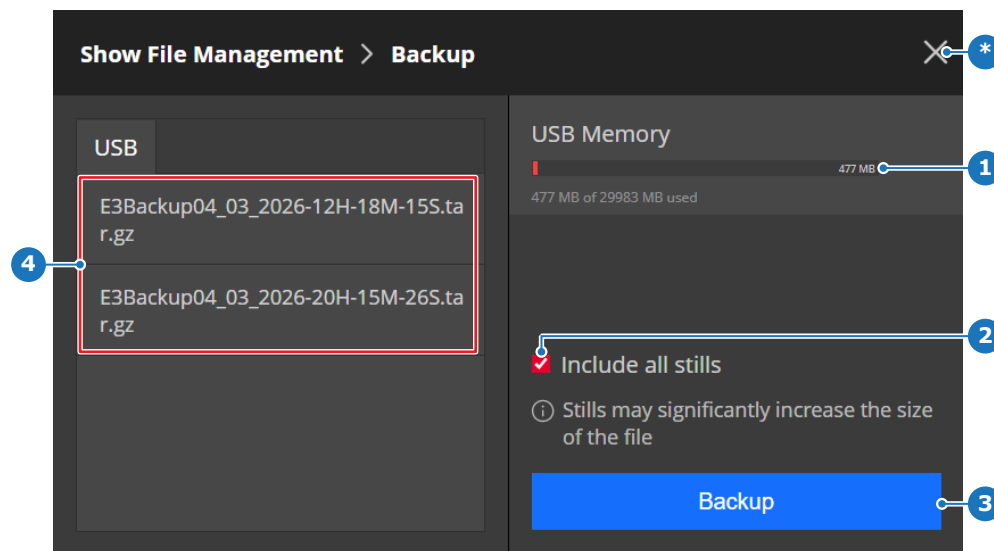 Show File Management > Backup
*
USB
E3Backup04_03_2026-12H-18M-15S.ta
r.gz
E3Backup04_03_2026-20H-15M-26S.ta
r.gz
4
USB Memory
477 MB
1
477 MB of 29983 MB used
2
Include all stills
Stills may significantly increase the size
of the file
Backup
3